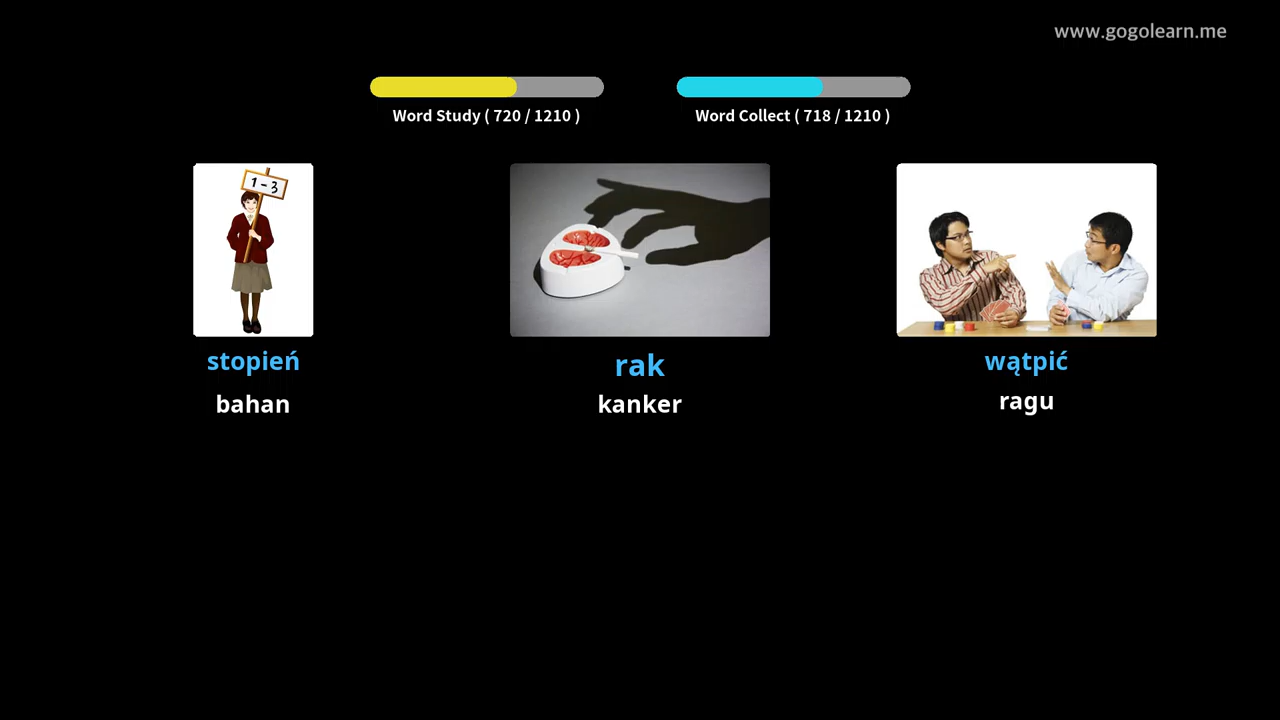 www.gogolearn.me
Word Study ( 720 / 1210 )
Word Collect ( 718 / 1210 )
1 - 3
stopień
rak
wątpić
bahan
kanker
ragu